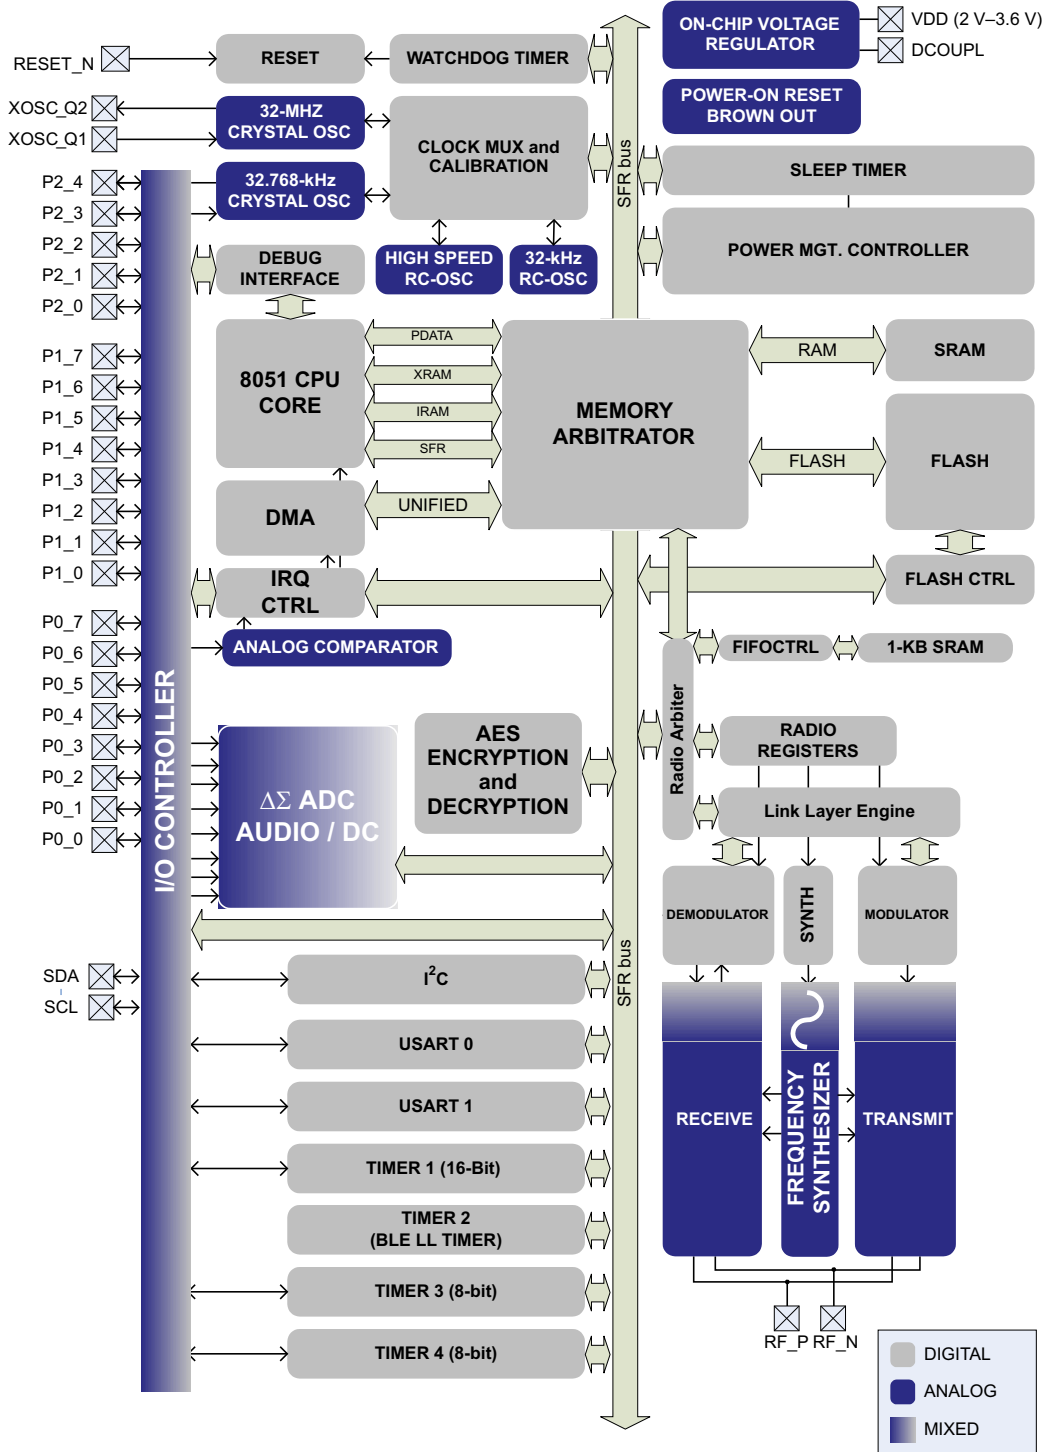 ON-CHIP VOLTAGE
REGULATOR
VDD (2 V–3.6 V)
DCOUPL
RESET_N
RESET
WATCHDOG TIMER
POWER-ON RESET
BROWN OUT
XOSC_Q2
XOSC_Q1
32-MHZ
CRYSTAL OSC
CLOCK MUX and
CALIBRATION
SFR bus
SLEEP TIMER
P2_4
P2_3
P2_2
P2_1
P2_0
32.768-kHz
CRYSTAL OSC
POWER MGT. CONTROLLER
DEBUG
INTERFACE
HIGH SPEED
RC-OSC
32-kHz
RC-OSC
P1_7
P1_6
P1_5
P1_4
P1_3
P1_2
P1_1
P1_0
8051 CPU
CORE
PDATA
XRAM
IRAM
SFR
MEMORY
ARBITRATOR
RAM
SRAM
FLASH
FLASH
DMA
UNIFIED
IRQ
CTRL
FLASH CTRL
P0_7
P0_6
P0_5
P0_4
P0_3
P0_2
P0_1
P0_0
ANALOG COMPARATOR
FIFOCTRL
1-KB SRAM
I/O CONTROLLER
Radio Arbiter
AES
ENCRYPTION
and
DECRYPTION
RADIO
REGISTERS
ΔΣ ADC
AUDIO / DC
Link Layer Engine
DEMODULATOR
SYNTH
MODULATOR
SDA
SCL
I2C
SFR bus
USART 0
USART 1
TIMER 1 (16-Bit)
TIMER 2
(BLE LL TIMER)
TIMER 3 (8-bit)
TIMER 4 (8-bit)
RECEIVE
FREQUENCY
SYNTHESIZER
TRANSMIT
RF_P
RF_N
DIGITAL
ANALOG
MIXED